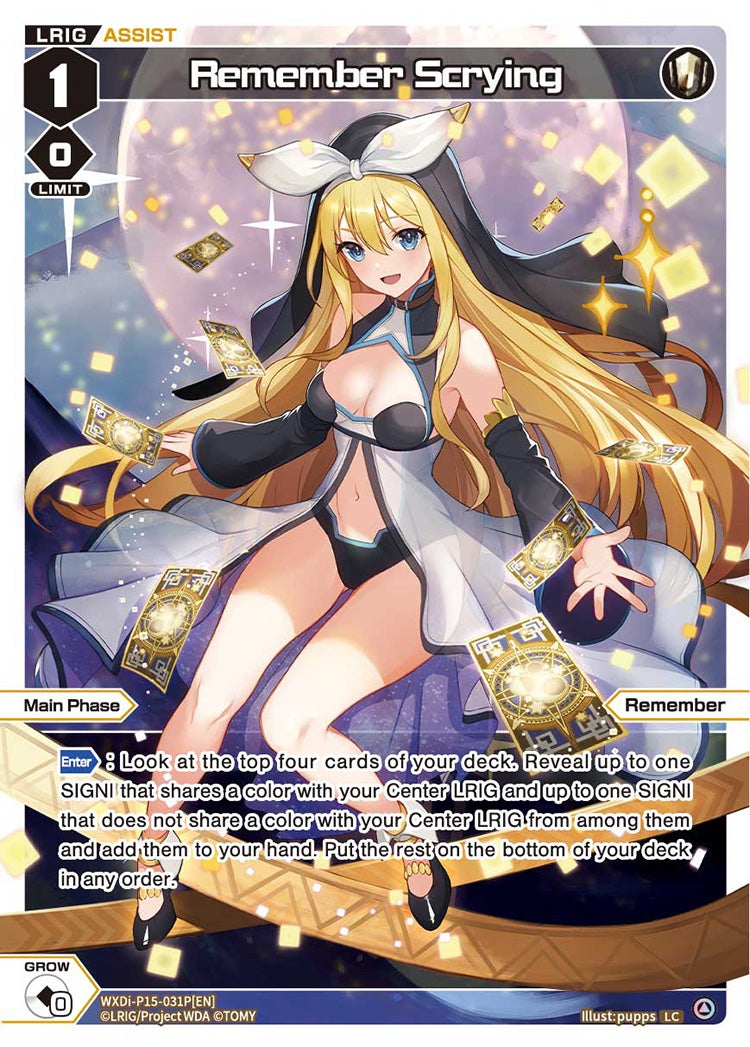 LRIG ASSIST
1
Remember Scrying
0
LIMIT
Main Phase
Remember
Enter : Look at the top four cards of your deck. Reveal up to one
SIGNI that shares a color with your Center LRIG and up to one SIGNI
that does not share a color with your Center LRIG from among them
and add them to your hand. Put the rest on the bottom of your deck
in any order.
GROW
0
WXDi-P15-031P[EN]
©LRIG/Project WDA ©TOMY
Illust:pupps LC